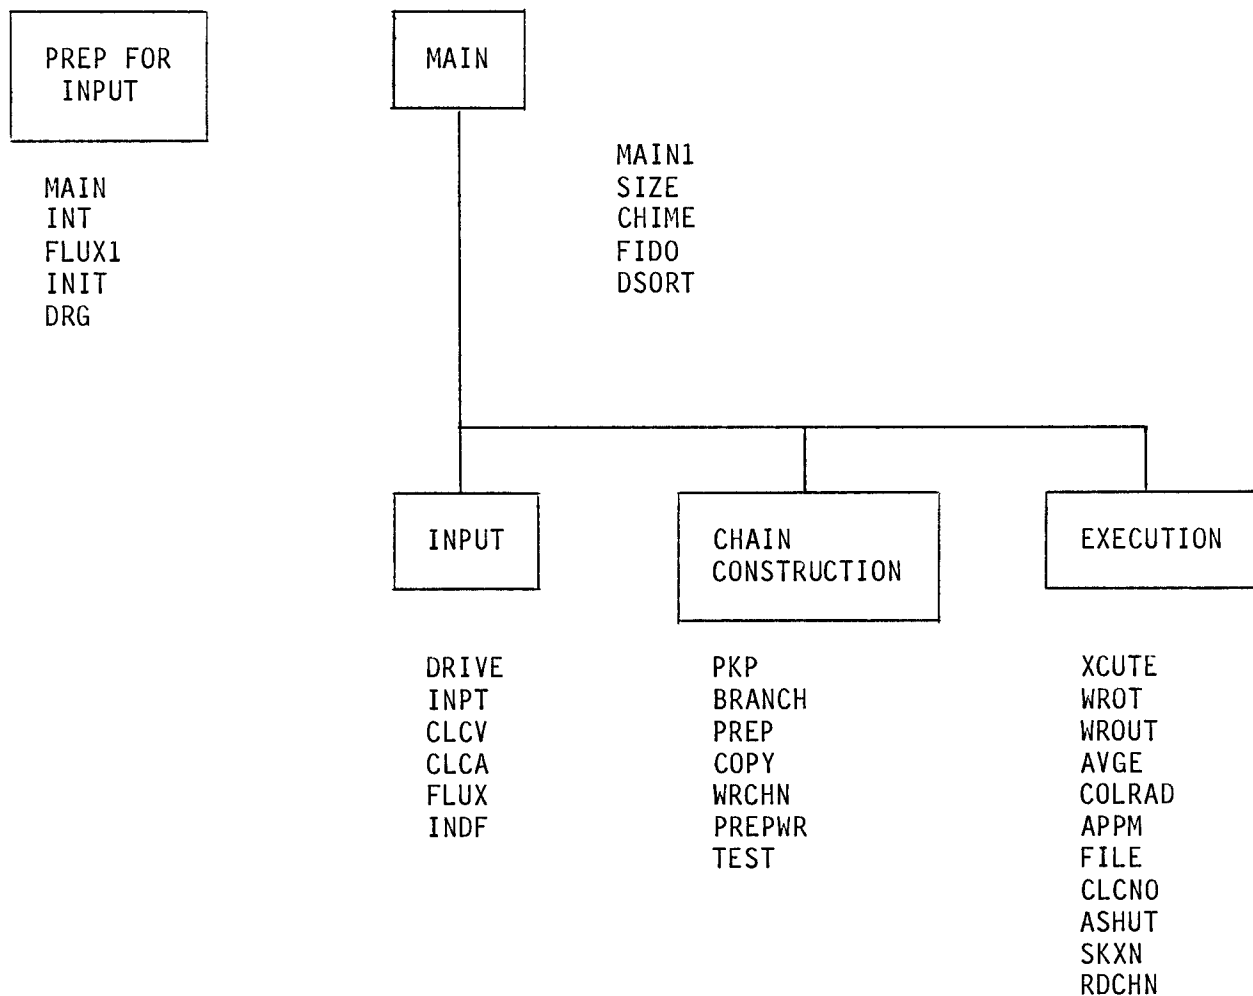 PREP FOR
INPUT
MAIN
INT
FLUX1
INIT
DRG
MAIN
MAIN1
SIZE
CHIME
FIDO
DSORT
INPUT
DRIVE
INPT
CLCV
CLCA
FLUX
INDF
CHAIN
CONSTRUCTION
PKP
BRANCH
PREP
COPY
WRCHN
PREPWR
TEST
EXECUTION
XCUTE
WROT
WROUT
AVGE
COLRAD
APPM
FILE
CLCNO
ASHUT
SKXN
RDCHN